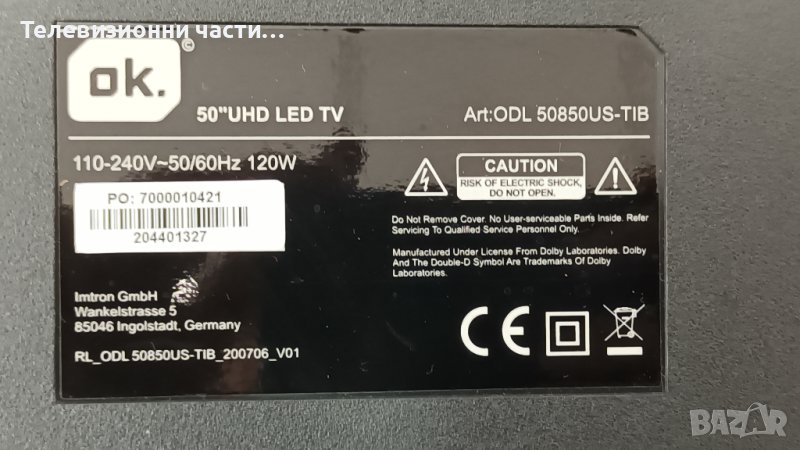 Телевизионни части...
ok.
©
50"UHD LED TV
Art:ODL 50850US-TIB
110-240V~50/60Hz 120W
CAUTION
RISK OF ELECTRIC SHOCK,
DO NOT OPEN.
PO: 7000010421
204401327
Do Not Remove Cover. No User-serviceable Parts Inside. Refer
Servicing To Qualified Service Personnel Only.
Manufactured Under License From Dolby Laboratories. Dolby
And The Double-D Symbol Are Trademarks Of Dolby
Laboratories.
Imtron GmbH
Wankelstrasse 5
85046 Ingolstadt, Germany
CE
RL_ODL 50850US-TIB_200706_V01
BAZAR